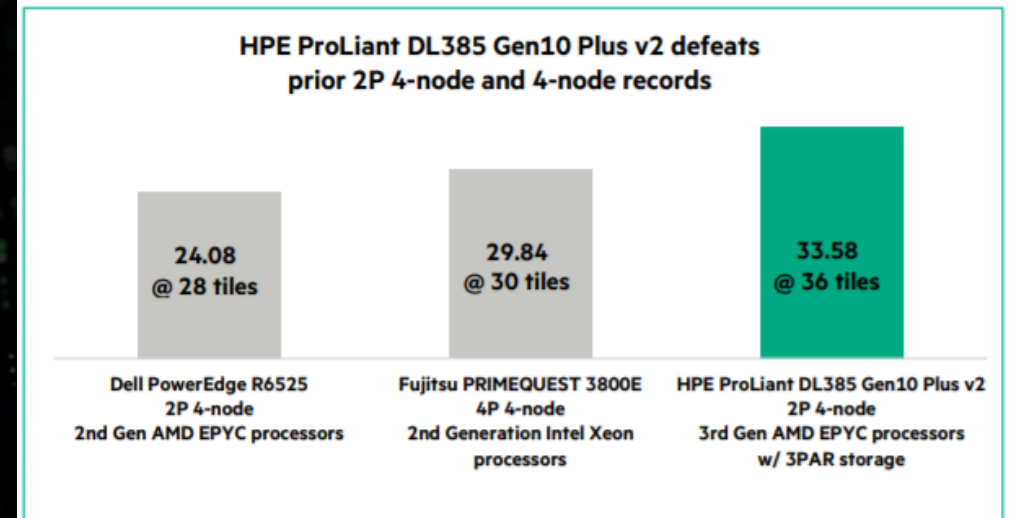 HPE ProLiant DL385 Gen10 Plus v2 defeats
prior 2P 4-node and 4-node records
24.08
@ 28 tiles
29.84
@ 30 tiles
33.58
@ 36 tiles
Dell PowerEdge R6525
2P 4-node
2nd Gen AMD EPYC processors
Fujitsu PRIMEQUEST 3800E
4P 4-node
2nd Generation Intel Xeon
processors
HPE ProLiant DL385 Gen10 Plus v2
2P 4-node
3rd Gen AMD EPYC processors
w/ 3PAR storage